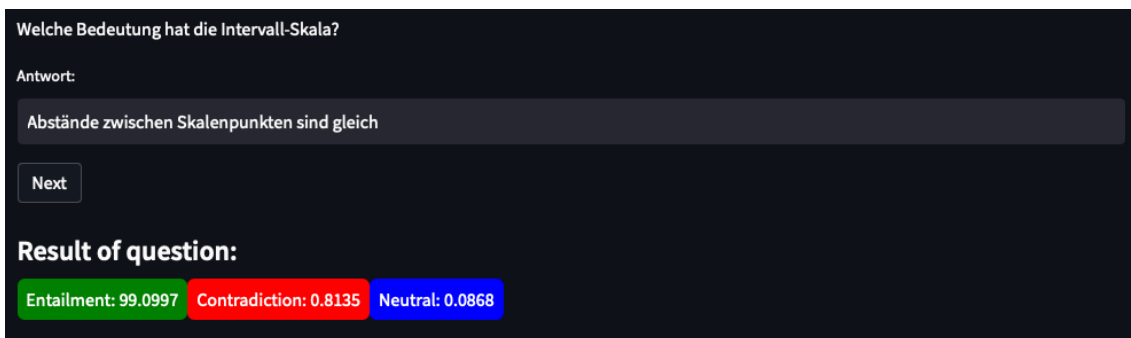 Welche Bedeutung hat die Intervall-Skala?
Antwort:
Abstände zwischen Skalenpunkten sind gleich
Next
Result of question:
Entailment: 99.0997 Contradiction: 0.8135 Neutral: 0.0868